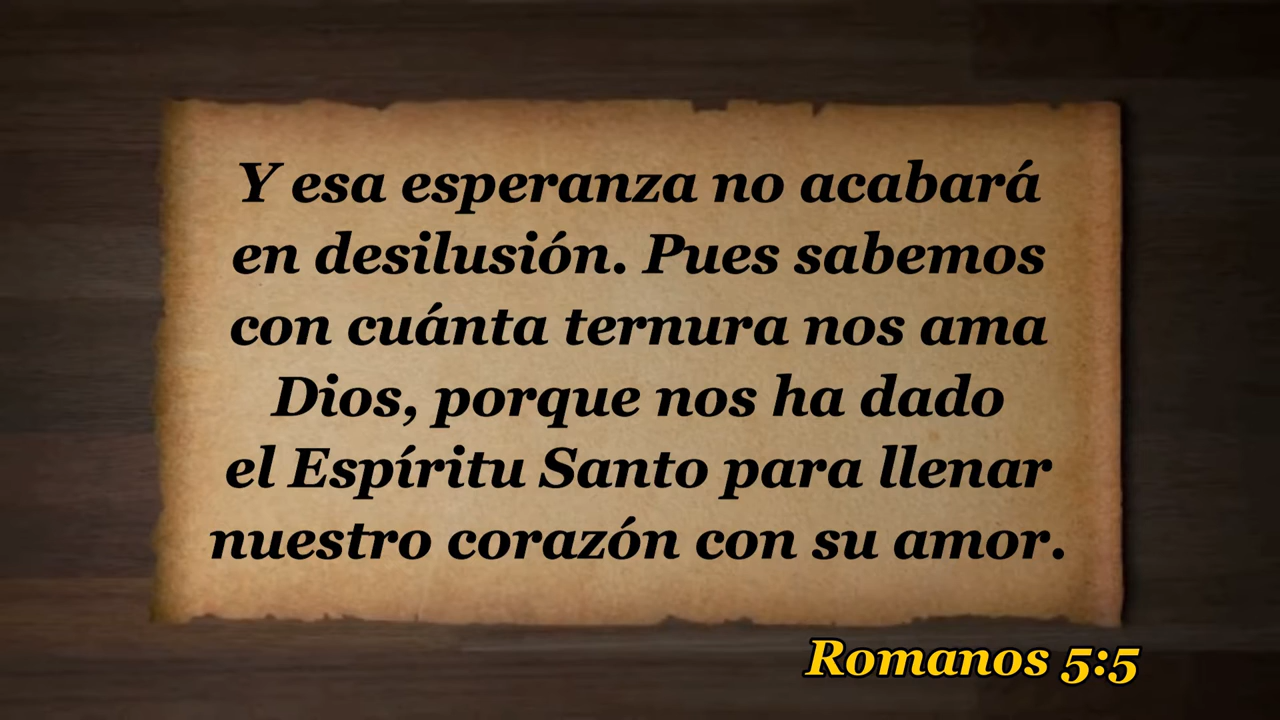 Y esa esperanza no acabará
en desilusión. Pues sabemos
con cuánta ternura nos ama
Dios, porque nos ha dado
el Espíritu Santo para llenar
nuestro corazón con su amor.
Romanos 5:5